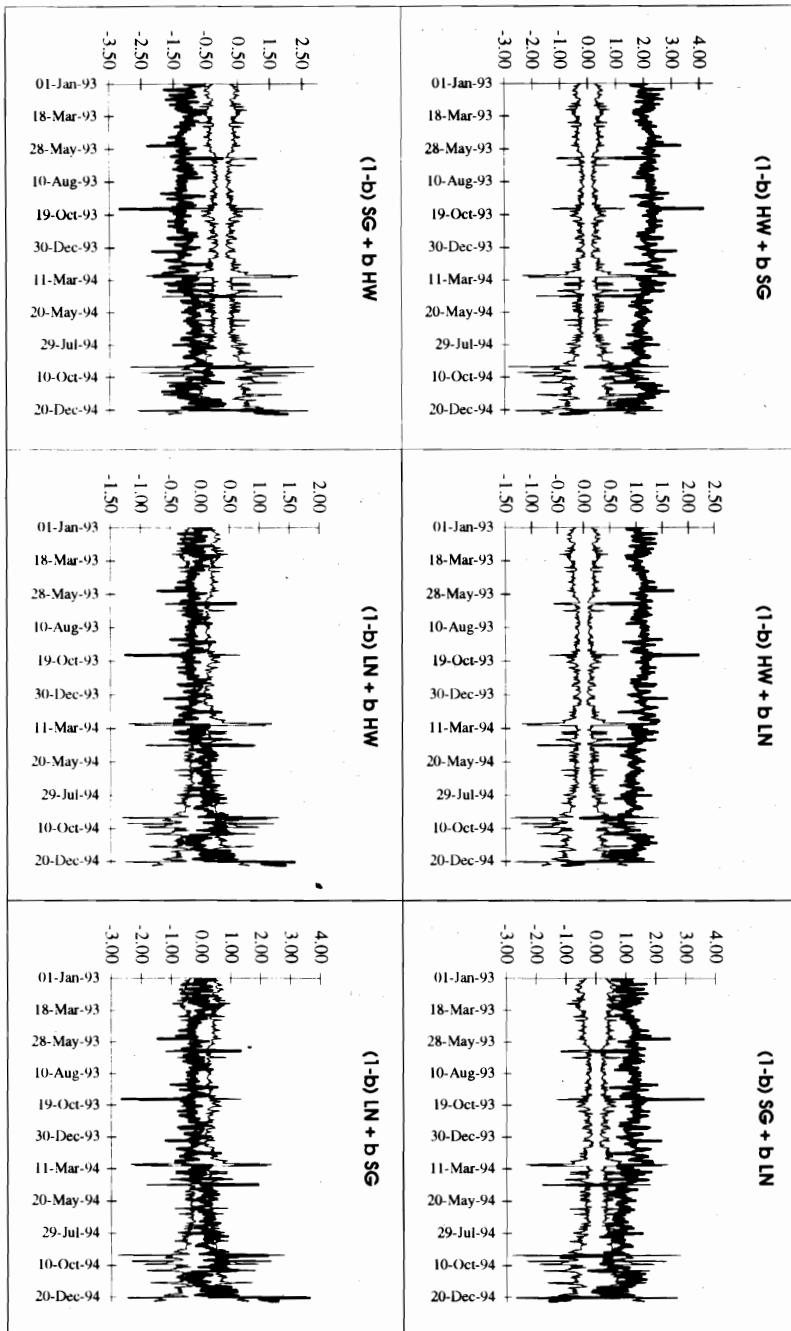 (1-b) HW + b SG
4.00
3.00
2.00
1.00
0.00
-1.00
-2.00
-3.00
01-Jan-93
18-Mar-93
28-May-93
10-Aug-93
19-Oct-93
30-Dec-93
11-Mar-94
20-May-94
29-Jul-94
10-Oct-94
20-Dec-94
(1-b) HW + b LN
2.50
2.00
1.50
1.00
0.50
0.00
-0.50
-1.00
-1.50
01-Jan-93
18-Mar-93
28-May-93
10-Aug-93
19-Oct-93
30-Dec-93
11-Mar-94
20-May-94
29-Jul-94
10-Oct-94
20-Dec-94
(1-b) SG + b LN
4.00
3.00
2.00
1.00
0.00
-1.00
-2.00
-3.00
01-Jan-93
18-Mar-93
28-May-93
10-Aug-93
19-Oct-93
30-Dec-93
11-Mar-94
20-May-94
29-Jul-94
10-Oct-94
20-Dec-94
(1-b) SG + b HW
2.50
1.50
0.50
-0.50
-1.50
-2.50
-3.50
01-Jan-93
18-Mar-93
28-May-93
10-Aug-93
19-Oct-93
30-Dec-93
11-Mar-94
20-May-94
29-Jul-94
10-Oct-94
20-Dec-94
(1-b) LN + b HW
2.00
1.50
1.00
0.50
0.00
-0.50
-1.00
-1.50
01-Jan-93
18-Mar-93
28-May-93
10-Aug-93
19-Oct-93
30-Dec-93
11-Mar-94
20-May-94
29-Jul-94
10-Oct-94
20-Dec-94
(1-b) LN + b SG
4.00
3.00
2.00
1.00
0.00
-1.00
-2.00
-3.00
01-Jan-93
18-Mar-93
28-May-93
10-Aug-93
19-Oct-93
30-Dec-93
11-Mar-94
20-May-94
29-Jul-94
10-Oct-94
20-Dec-94